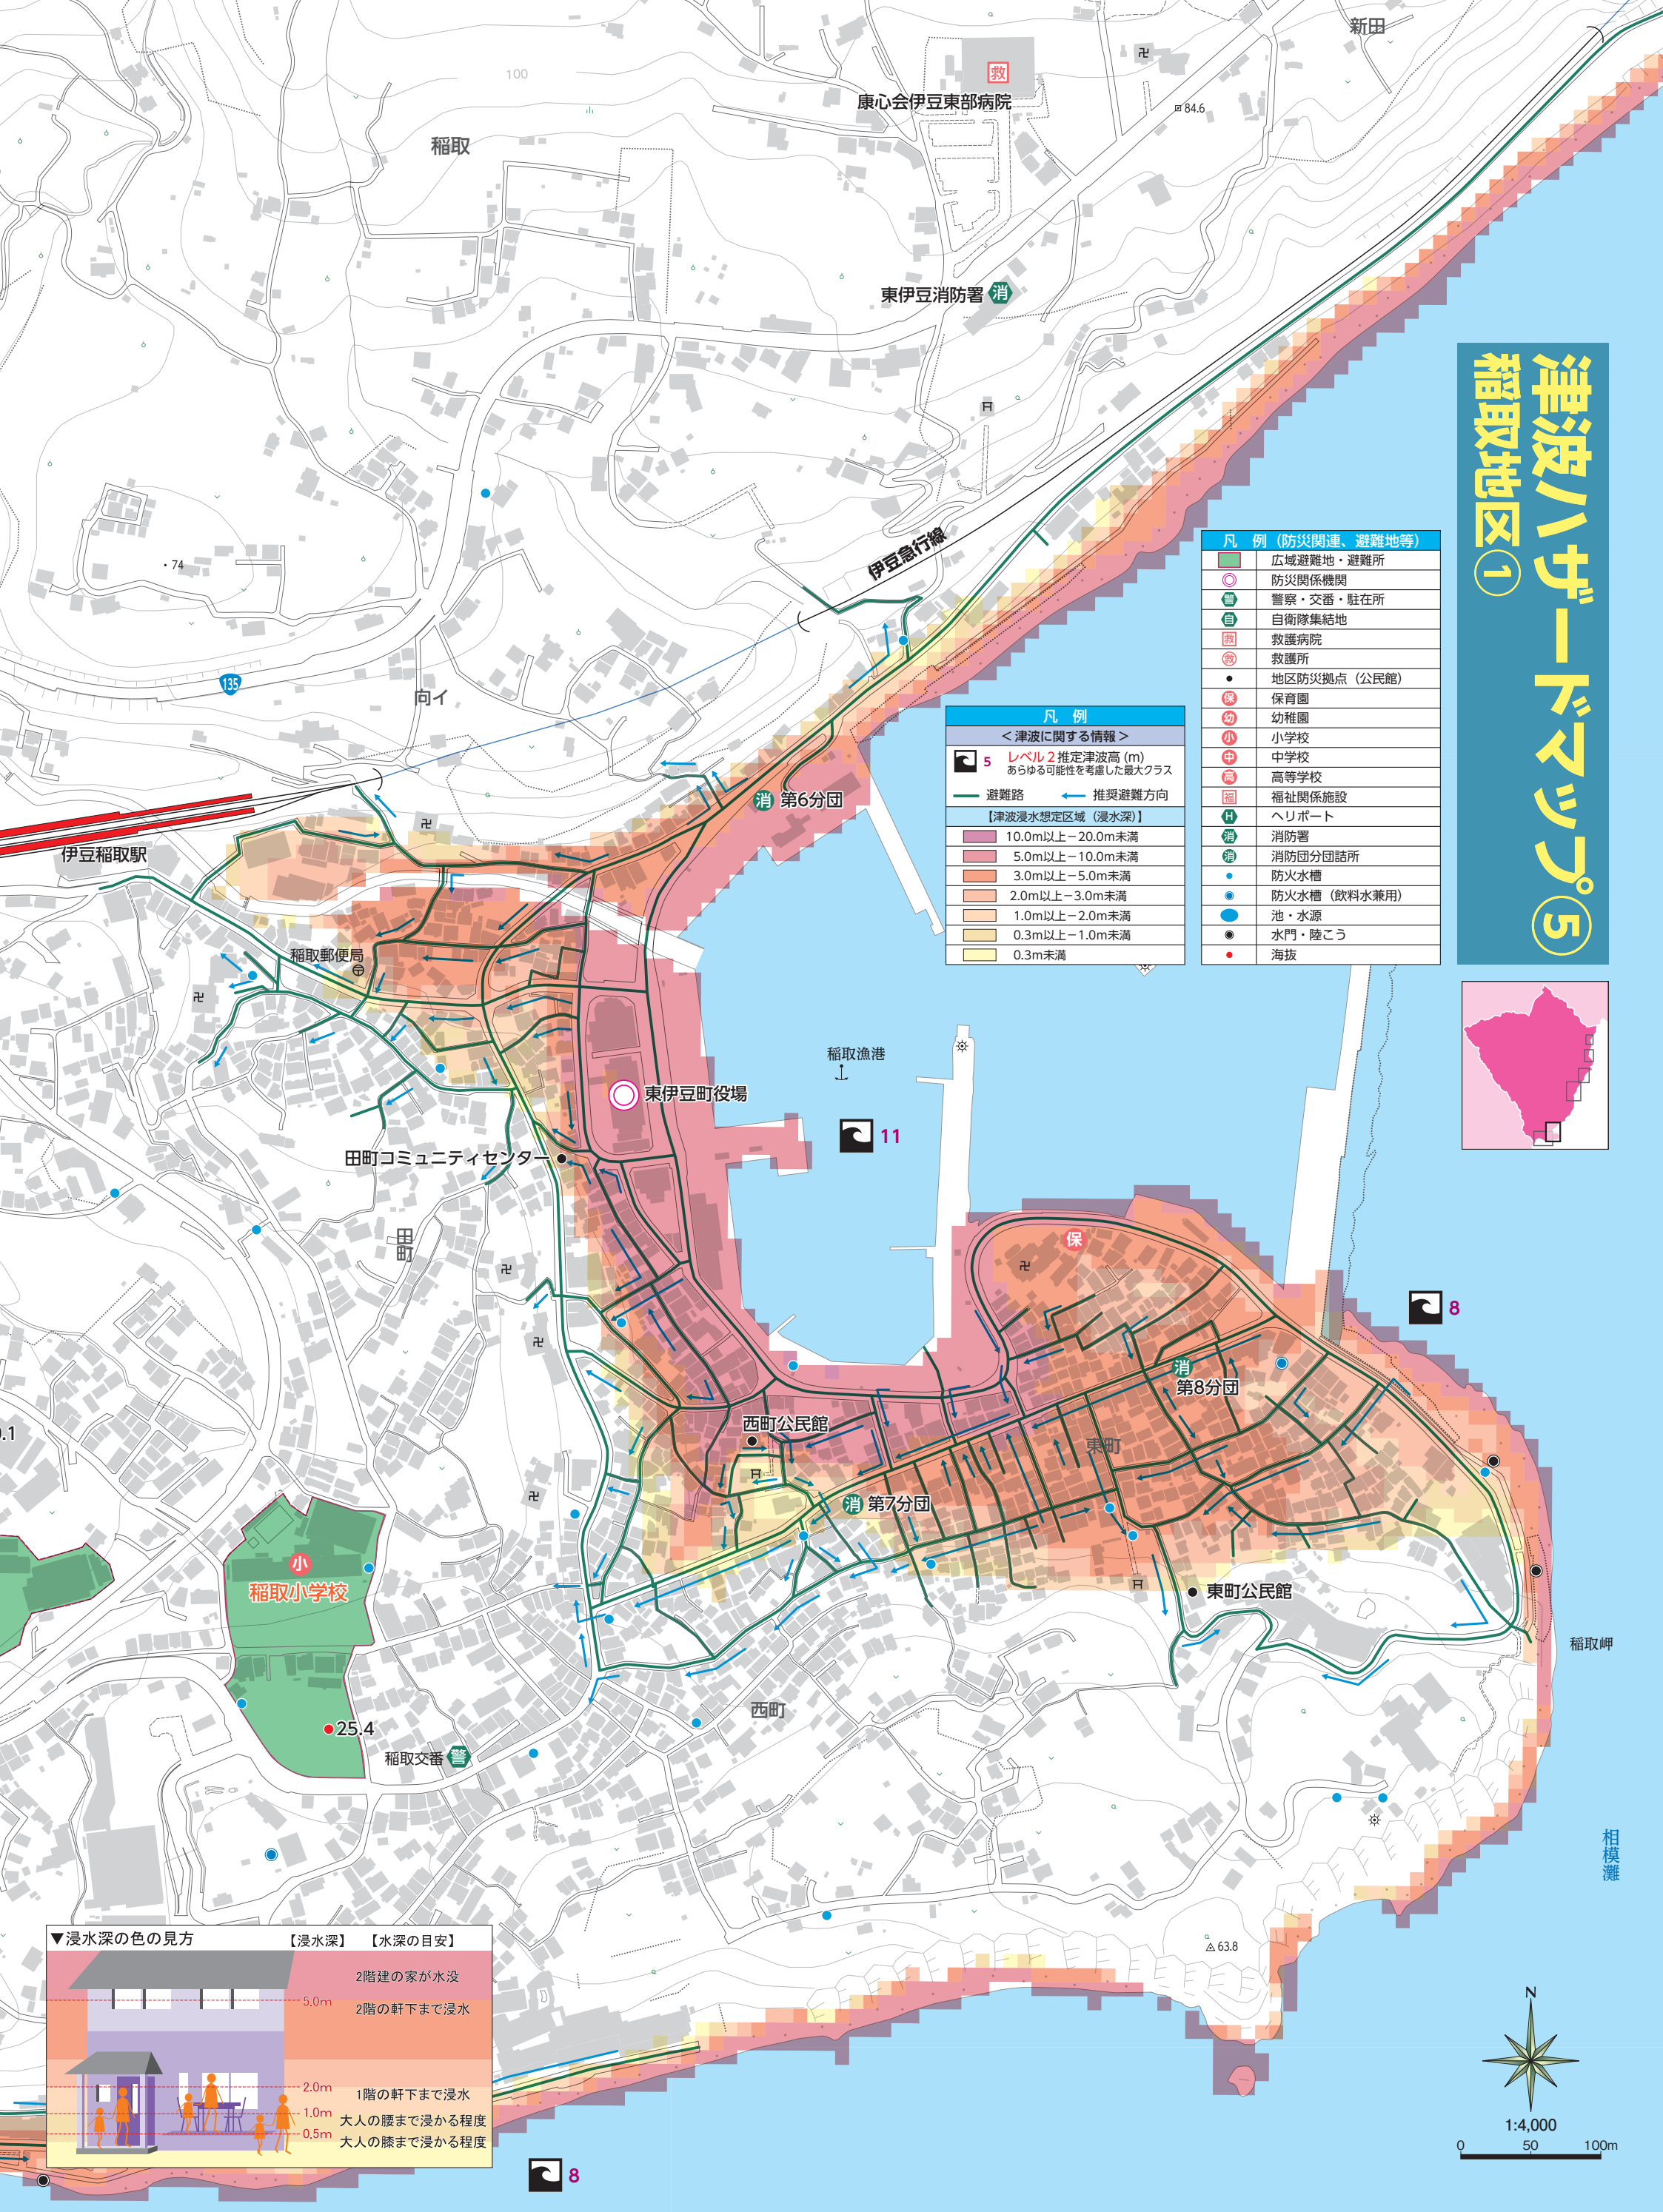 津波ハザードマップ⑤
稲取地区①
新田
100
救
康心会伊豆東部病院
84.6
稲取
東伊豆消防署
消
74
伊豆急行線
135
向イ
凡 例 (防災関連、避難地等)
広域避難地・避難所
防災関係機関
警 警察・交番・駐在所
自 自衛隊集結地
救 救護病院
救 救護所
地区防災拠点(公民館)
保 保育園
幼 幼稚園
小 小学校
中 中学校
高 高等学校
福 福祉関係施設
H ヘリポート
消 消防署
消 消防団分団詰所
防火水槽
防火水槽(飲料水兼用)
池・水源
水門・陸こう
海抜
凡 例
<津波に関する情報>
5 レベル2推定津波高(m)
あらゆる可能性を考慮した最大クラス
避難路 推奨避難方向
【津波浸水想定区域(浸水深)】
10.0m以上-20.0m未満
5.0m以上-10.0m未満
3.0m以上-5.0m未満
2.0m以上-3.0m未満
1.0m以上-2.0m未満
0.3m以上-1.0m未満
0.3m未満
消 第6分団
伊豆稲取駅
稲取郵便局
稲取漁港
東伊豆町役場
11
田町コミュニティセンター
田町
保
8
消
第8分団
西町公民館
東町
0.1
消 第7分団
小
稲取小学校
東町公民館
稲取岬
西町
25.4
稲取交番 警
相模灘
63.8
▼浸水深の色の見方 【浸水深】 【水深の目安】
2階建の家が水没
5.0m
2階の軒下まで浸水
2.0m
1階の軒下まで浸水
1.0m
大人の腰まで浸かる程度
0.5m
大人の膝まで浸かる程度
8
N
1:4,000
0 50 100m